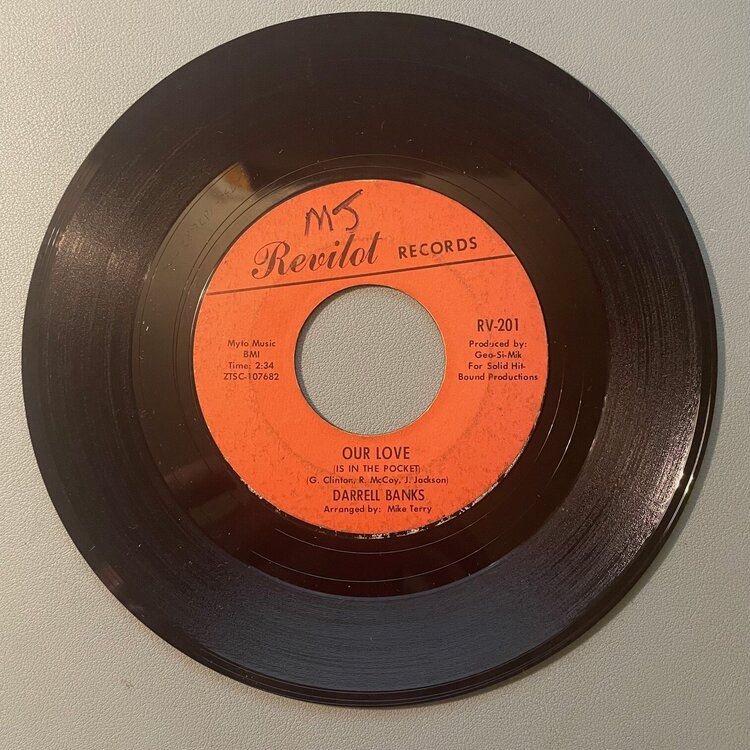 MJ
Revilot RECORDS
RV-201
Myto Music
BMI
Time: 2:34
ZTSC-107682
Produced by:
Geo-Si-Mik
For Solid Hit-
Bound Productions
OUR LOVE
(IS IN THE POCKET)
(G. Clinton, R. McCoy, J. Jackson)
DARRELL BANKS
Arranged by: Mike Terry